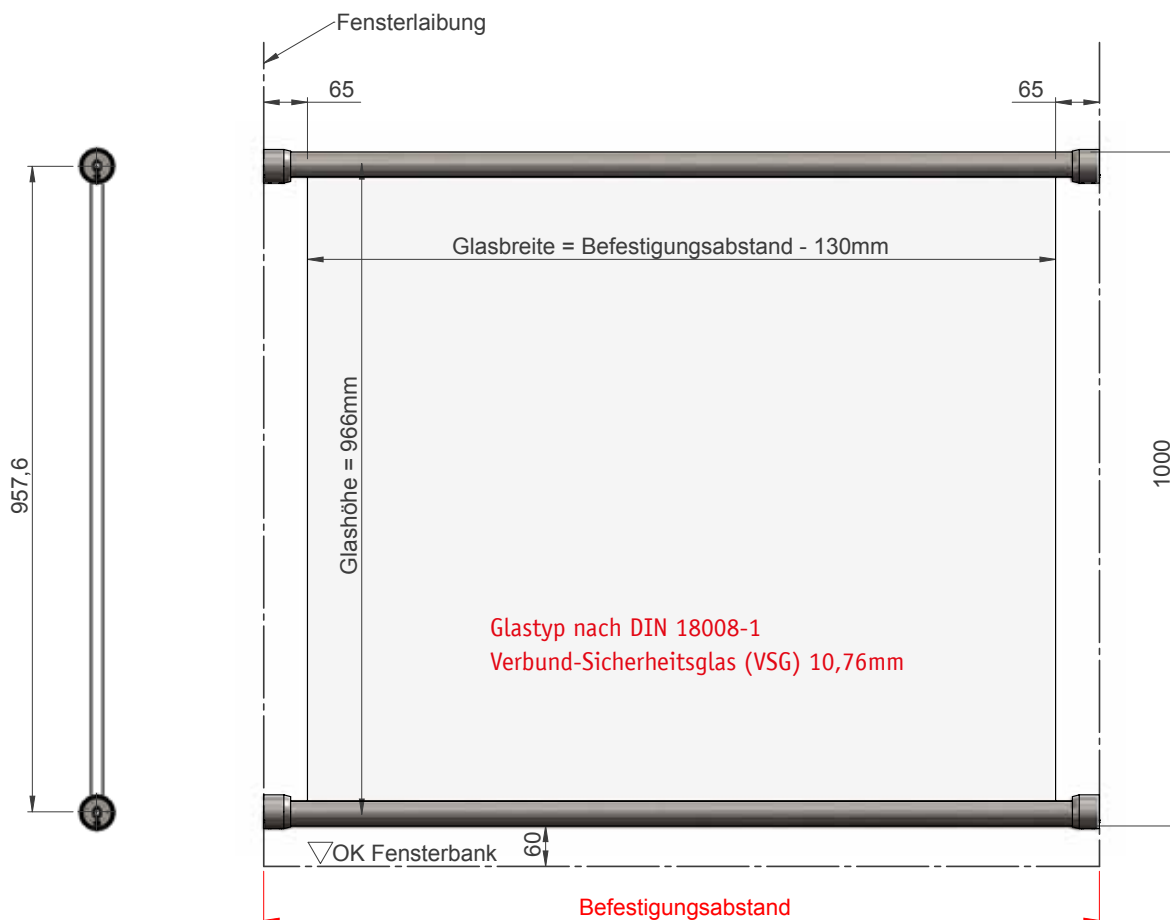 Fensterlaibung
65
65
Glasbreite = Befestigungsabstand - 130mm
957,6
Glashöhe = 966mm
1000
Glastyp nach DIN 18008-1
Verbund-Sicherheitsglas (VSG) 10,76mm
OK Fensterbank
60
Befestigungsabstand